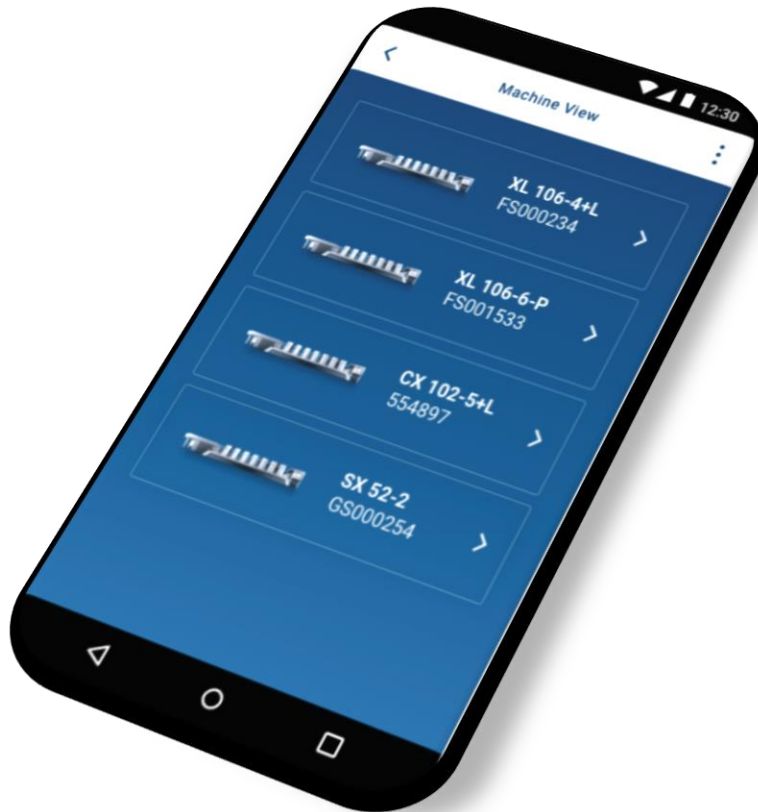 12:30
Machine View
XL 106-4+L
FS000234
XL 106-6-P
FS001533
CX 102-5+L
554897
SX 52-2
GS000254